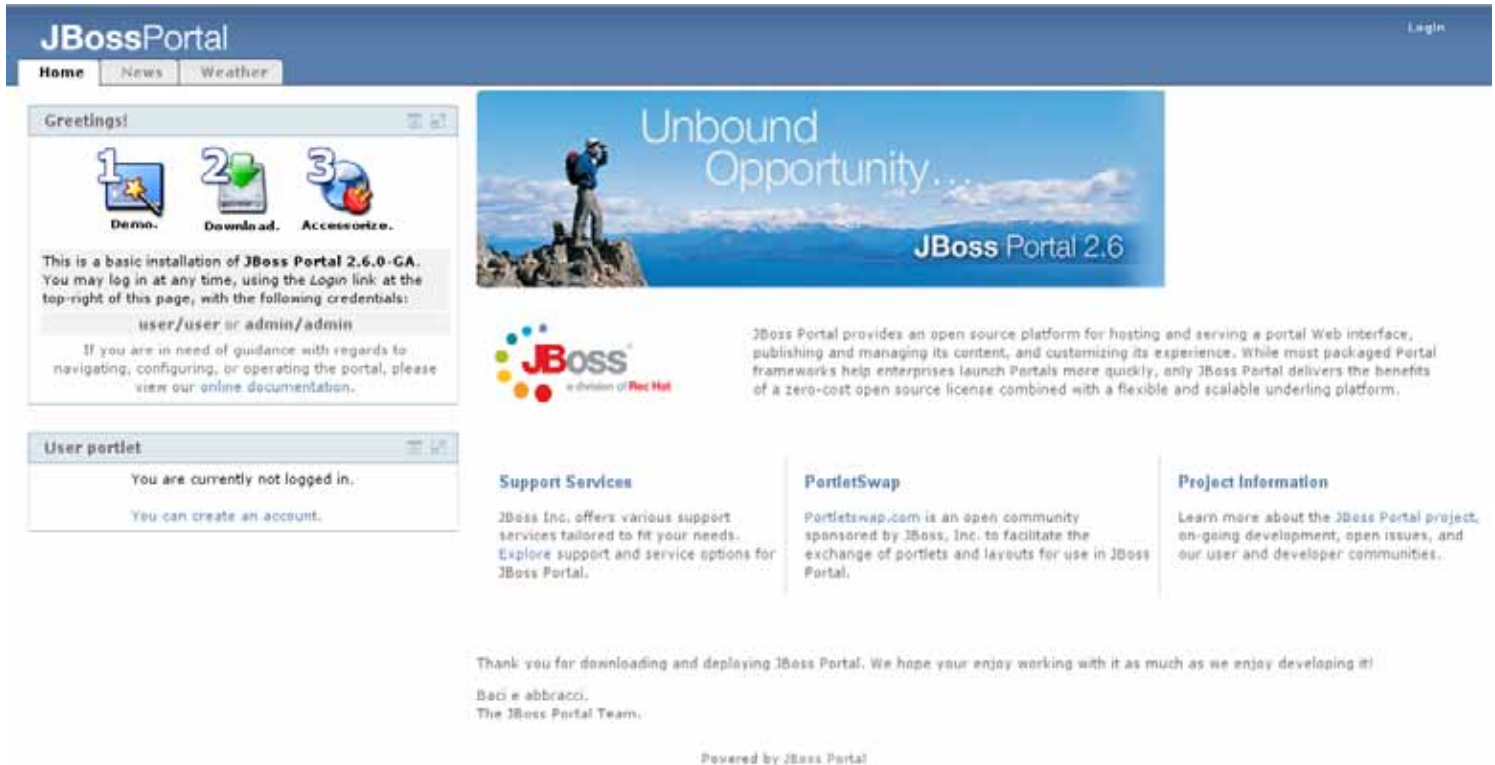 JBossPortal
Login
Home
News
Weather
Greetings!
1
2
3
Demo.
Download.
Accessorize.
This is a basic installation of JBoss Portal 2.6.0-GA.
You may log in at any time, using the Login link at the
top-right of this page, with the following credentials:
user/user or admin/admin
If you are in need of guidance with regards to
navigating, configuring, or operating the portal, please
view our online documentation.
User portlet
You are currently not logged in.
You can create an account.
Unbound
Opportunity...
JBoss Portal 2.6
JBoss
a division of Red Hat
JBoss Portal provides an open source platform for hosting and serving a portal Web interface,
publishing and managing its content, and customizing its experience. While most packaged Portal
frameworks help enterprises launch Portals more quickly, only JBoss Portal delivers the benefits
of a zero-cost open source license combined with a flexible and scalable underling platform.
Support Services
JBoss Inc. offers various support
services tailored to fit your needs.
Explore support and service options for
JBoss Portal.
PortletSwap
Portletswap.com is an open community
sponsored by JBoss, Inc. to facilitate the
exchange of portlets and layouts for use in JBoss
Portal.
Project Information
Learn more about the JBoss Portal project,
on-going development, open issues, and
our user and developer communities.
Thank you for downloading and deploying JBoss Portal. We hope your enjoy working with it as much as we enjoy developing it!
Baci e abbracci.
The JBoss Portal Team.
Powered by JBoss Portal